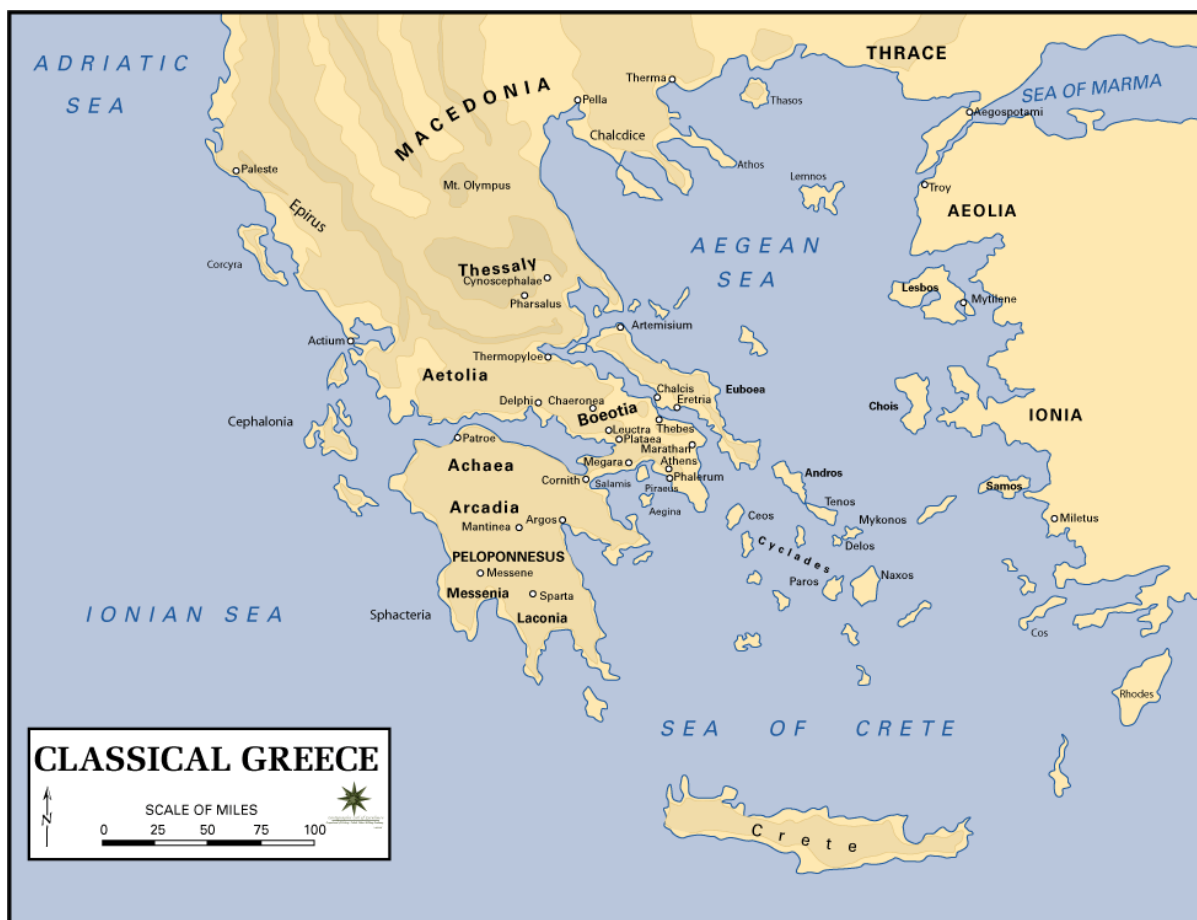 ADRIATIC
SEA
THRACE
SEA OF MARMA
Therma
Thasos
Pella
MACEDONIA
Aegospotami
Chalcdice
Athos
Paleste
Mt. Olympus
Lemnos
Troy
AEOLIA
Epirus
AEGEAN
SEA
Corcyra
Thessaly
Cynoscephalae
Pharsalus
Lesbos
Mytilene
Artemisium
Actium
Thermopyloe
Aetolia
Euboea
Chalcis
Eretria
Delphi
Chaeronea
Boeotia
Chois
IONIA
Cephalonia
Thebes
Leuctra
Plataea
Patroe
Marathan
Achaea
Megara
Athens
Phalerum
Cornith
Salamis
Piraeus
Andros
Samos
Aegina
Tenos
Arcadia
Ceos
Mykonos
Miletus
Mantinea
Argos
Cyclades
Delos
PELOPONNESUS
Messene
Paros
Naxos
Messenia
Sparta
IONIAN SEA
Sphacteria
Laconia
Cos
Rhodes
SEA OF CRETE
Crete
CLASSICAL GREECE
N
SCALE OF MILES
0 25 50 75 100